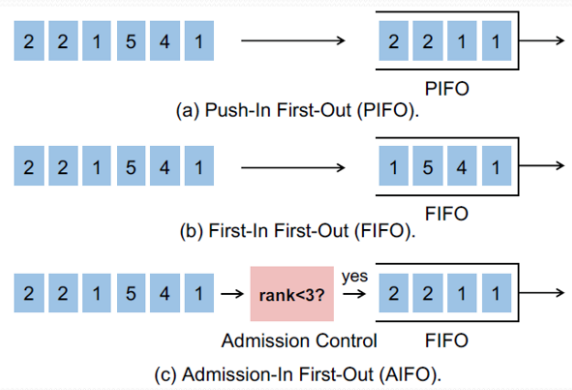 2 2 1 5 4 1 2 2 1 1
PIFO
(a) Push-In First-Out (PIFO).
2 2 1 5 4 1 1 5 4 1
FIFO
(b) First-In First-Out (FIFO).
2 2 1 5 4 1 rank<3? yes 2 2 1 1
Admission Control FIFO
(c) Admission-In First-Out (AIFO).